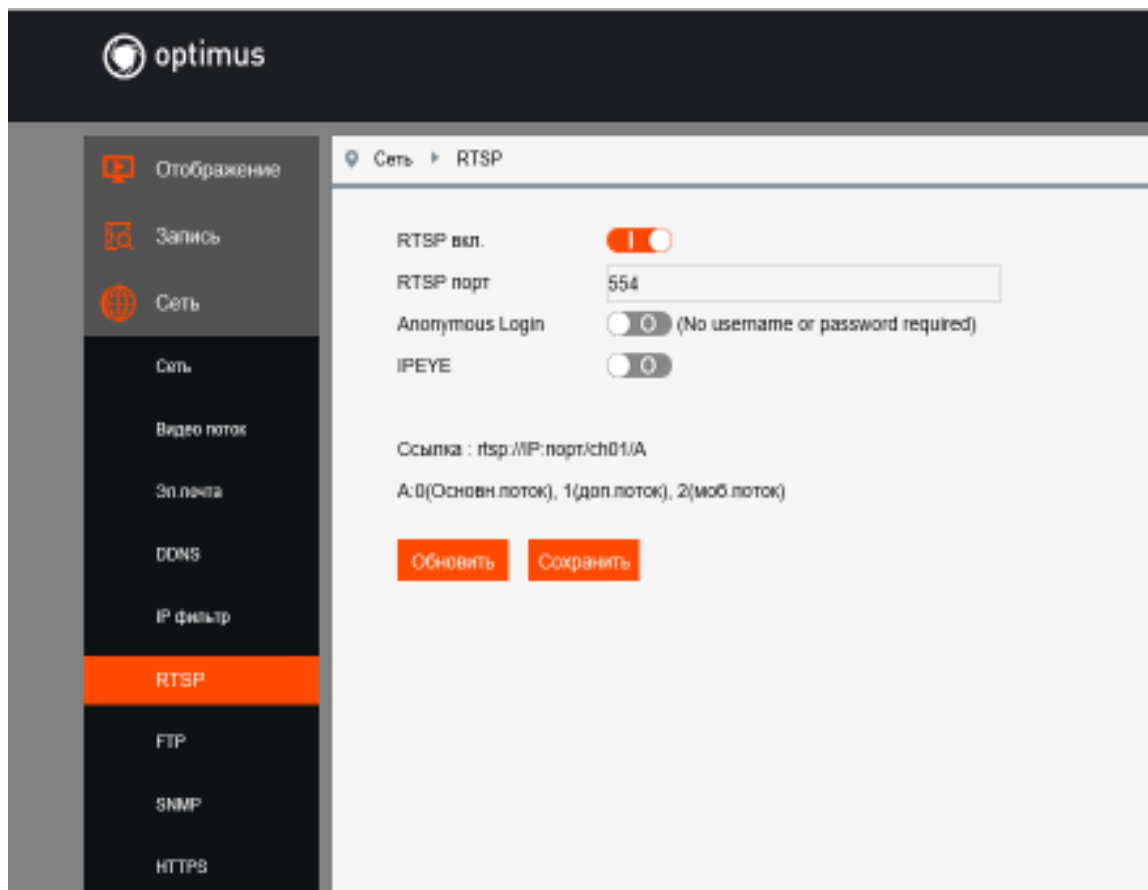 optimus
Отображение
Запись
Сеть
Сеть
Видео поток
Эл.почта
DDNS
IP фильтр
RTSP
FTP
SNMP
HTTPS
Сеть RTSP
RTSP вкл.
RTSP порт 554
Anonymous Login (No username or password required)
IPEYE
Ссылка : rtsp://IP:порт/ch01/A
A:0(Основн.поток), 1(доп.поток), 2(моб.поток)
Обновить Сохранить